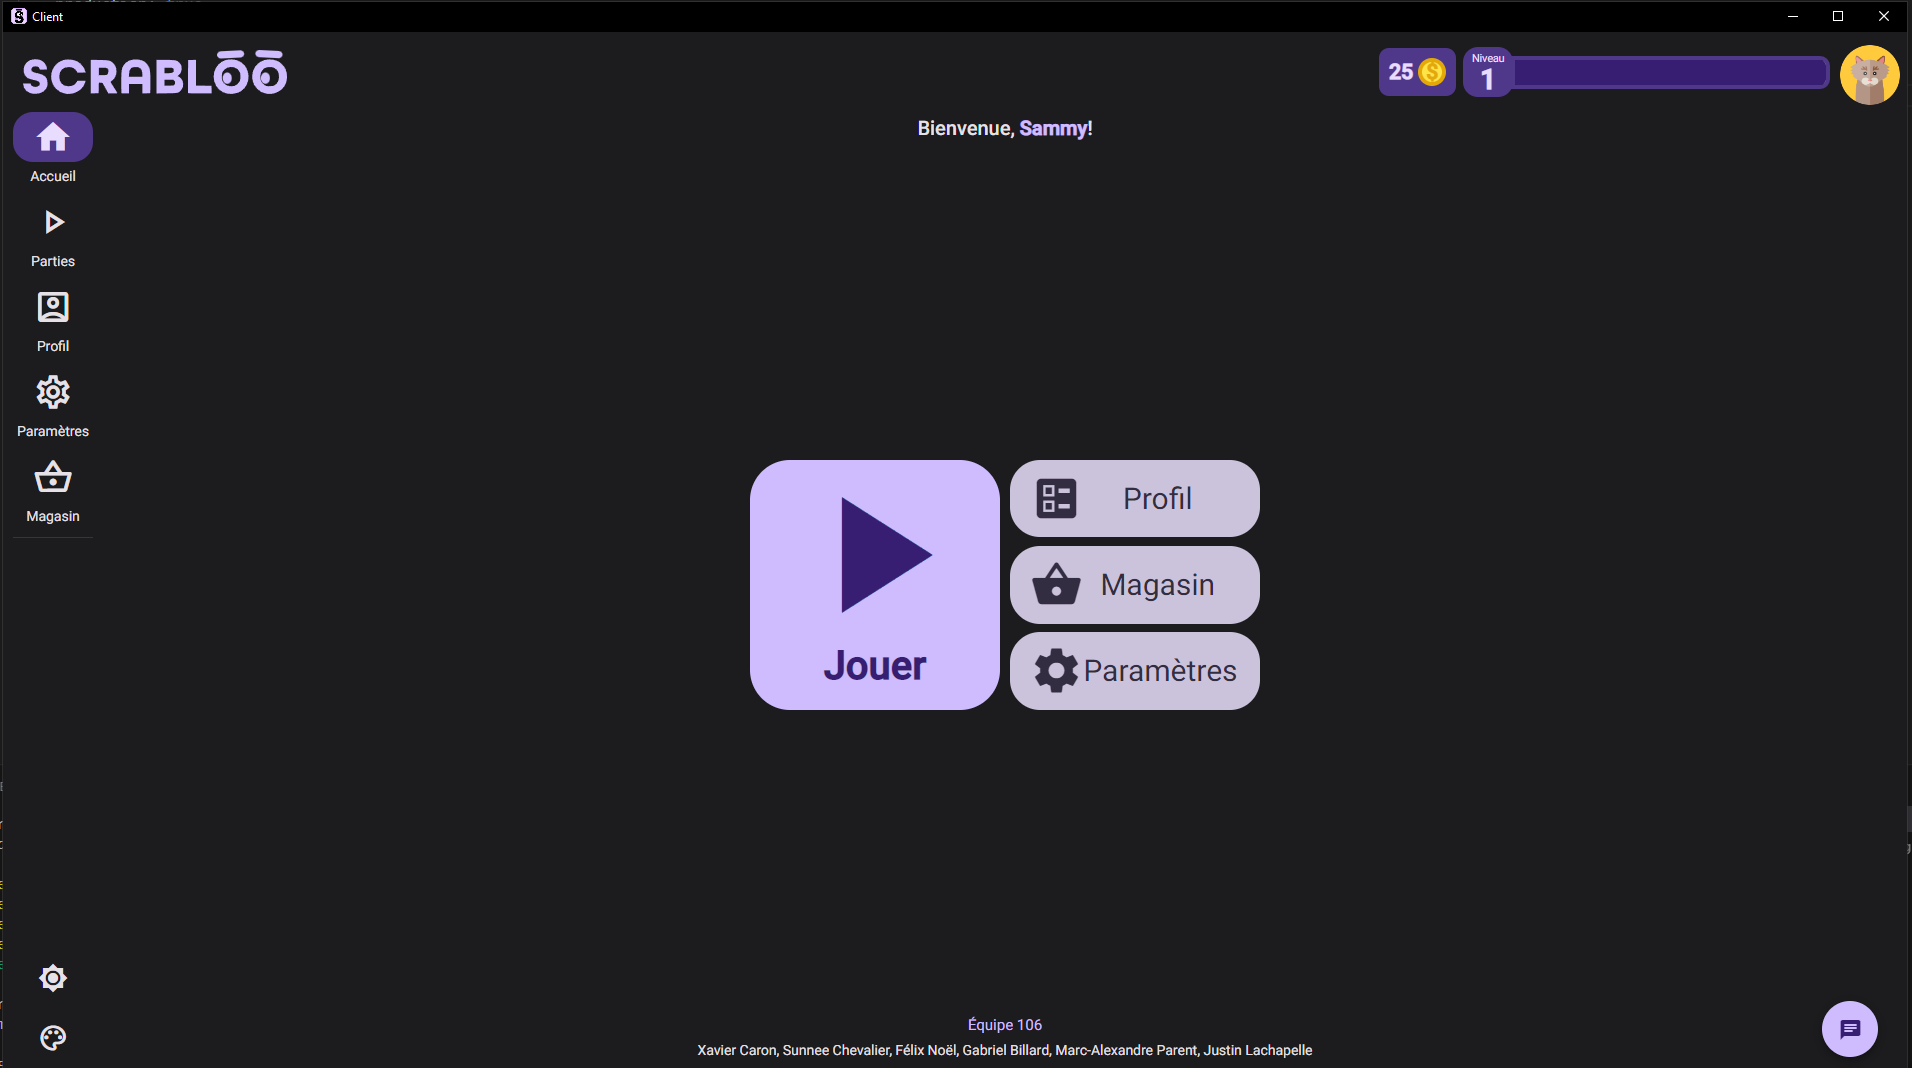 Client
SCRABLOO
25
Niveau
1
Bienvenue, Sammy!
Accueil
Parties
Profil
Paramètres
Magasin
Jouer
Profil
Magasin
Paramètres
Équipe 106
Xavier Caron, Sunnee Chevalier, Félix Noël, Gabriel Billard, Marc-Alexandre Parent, Justin Lachapelle